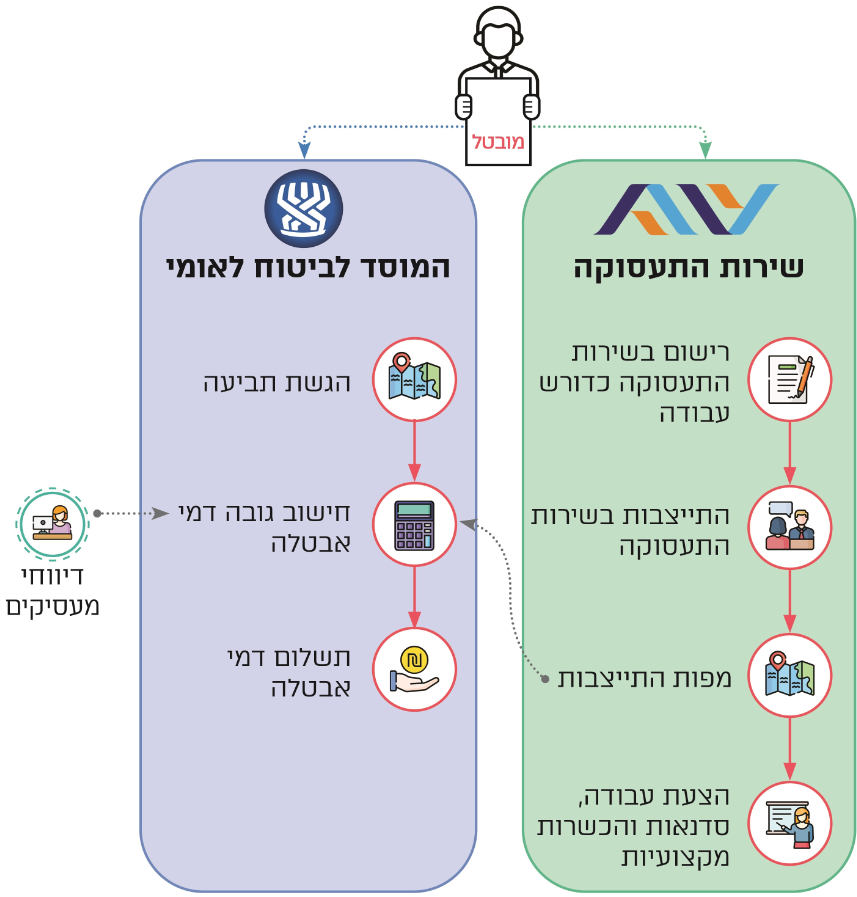 מובטל
שירות התעסוקה
רישום בשירות
התעסוקה כדורש
עבודה
התייצבות בשירות
התעסוקה
מפות התייצבות
הצעת עבודה,
סדנאות והכשרות
מקצועיות
המוסד לביטוח לאומי
הגשת תביעה
חישוב גובה דמי
אבטלה
תשלום דמי
אבטלה
₪
דיווחי
מעסיקים